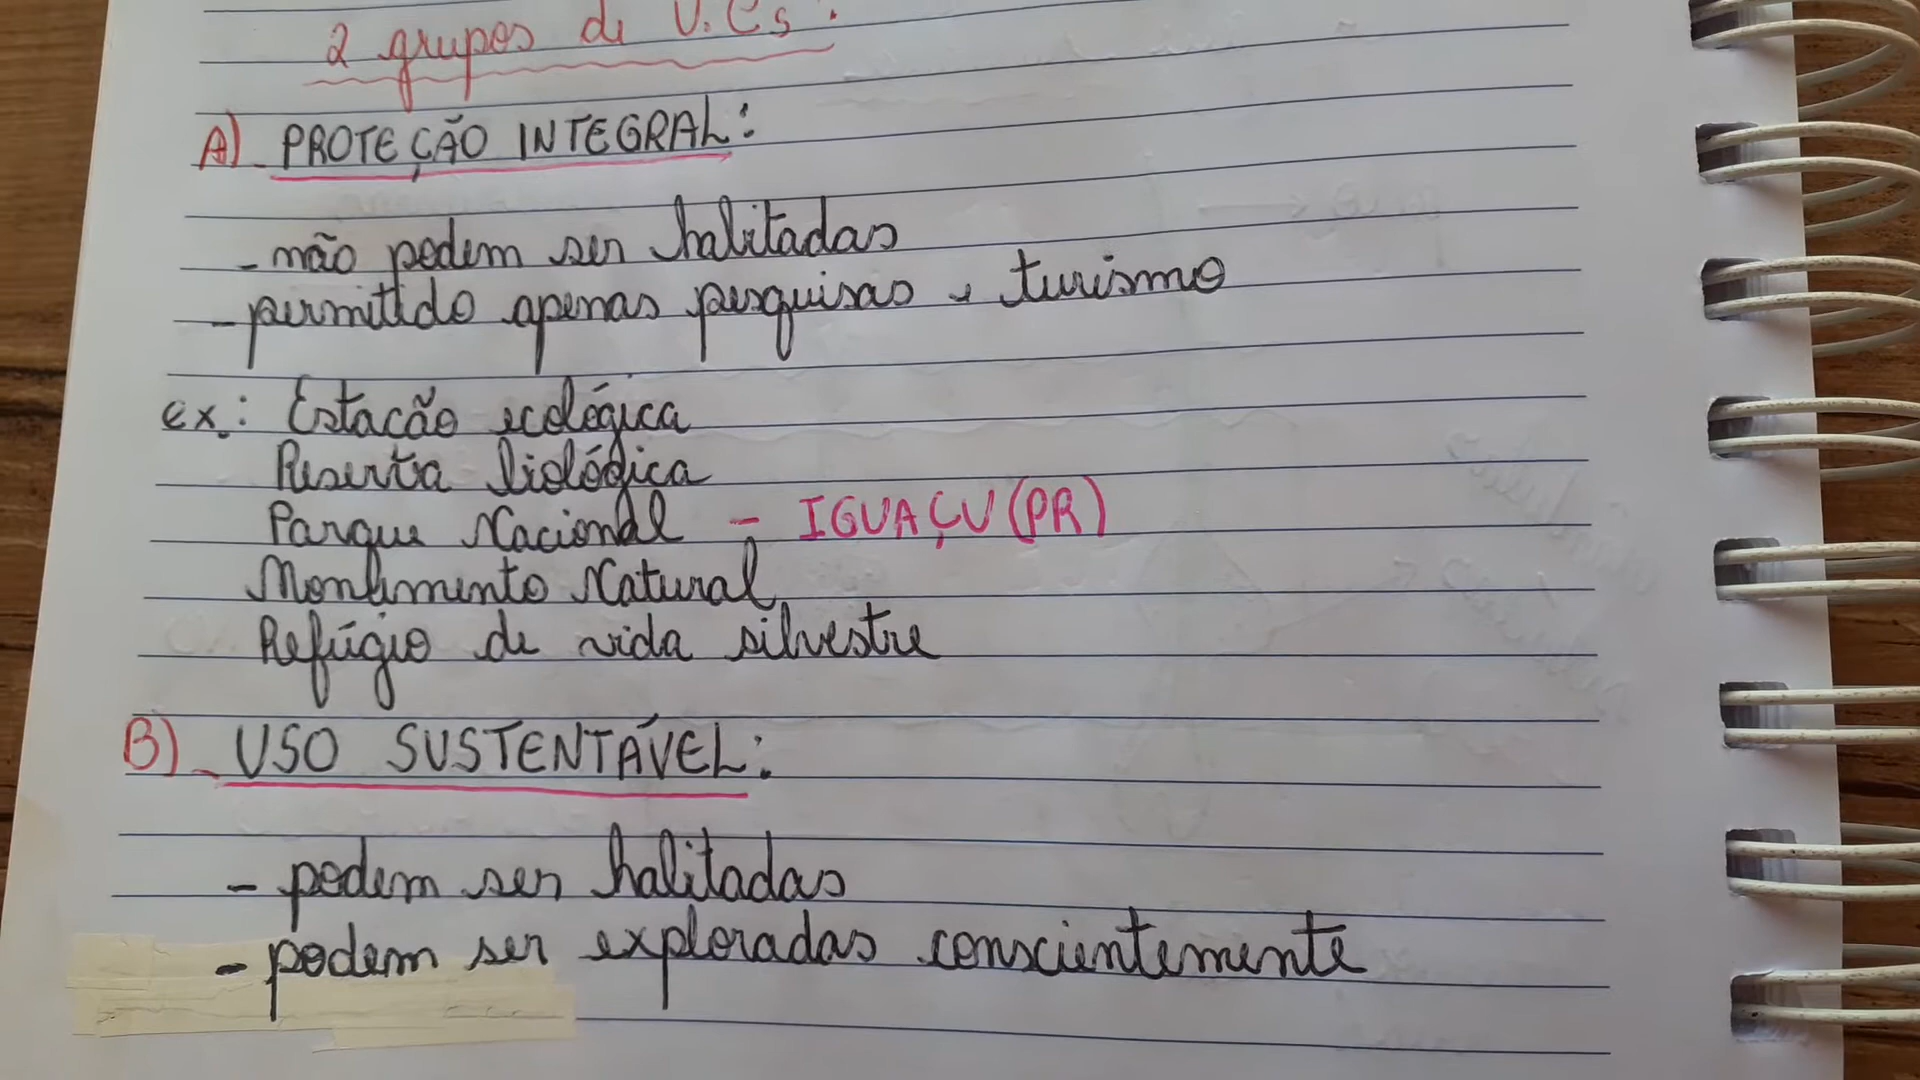 2 grupos de U.Cs:
A) PROTEÇÃO INTEGRAL:
- não podem ser habitadas
- permitido apenas pesquisas e turismo
ex.: Estacão ecológica
Reserva biológica
Parque Nacional - IGUAÇU (PR)
Monumento Natural
Refúgio de vida silvestre
B) USO SUSTENTÁVEL:
- podem ser habitadas
- podem ser exploradas conscientemente